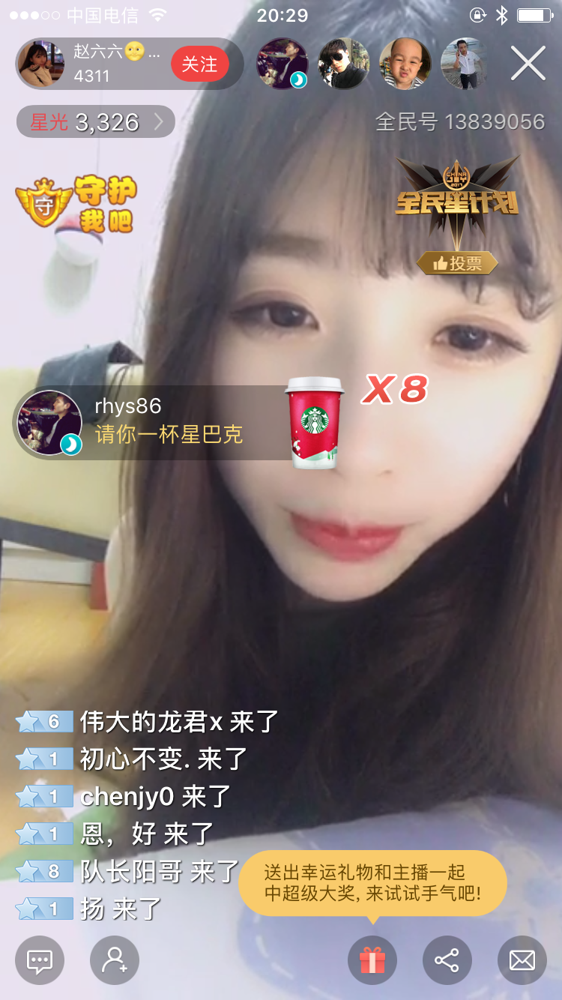 中国电信
20:29
赵六六🌝...
4311
关注
星光 3,326
全民号 13839056
守
守护
我吧
CHINA
JOY
2017
全民星计划
投票
rhys86
请你一杯星巴克
X8
6 伟大的龙君x 来了
1 初心不变. 来了
1 chenjy0 来了
1 恩，好 来了
8 队长阳哥 来了
1 扬 来了
送出幸运礼物和主播一起
中超级大奖, 来试试手气吧!